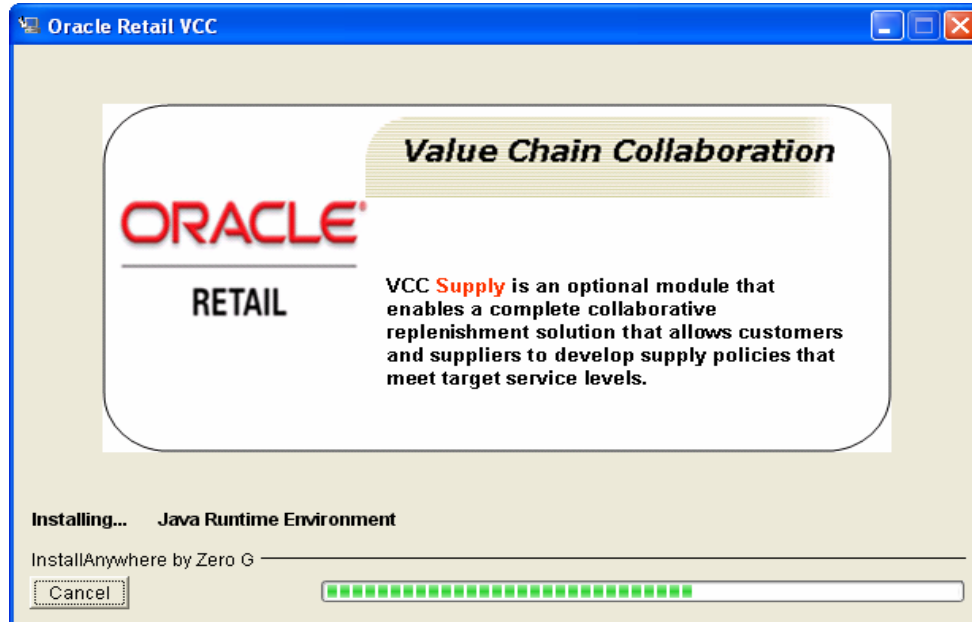 Oracle Retail VCC
Value Chain Collaboration
ORACLE®
RETAIL
VCC Supply is an optional module that
enables a complete collaborative
replenishment solution that allows customers
and suppliers to develop supply policies that
meet target service levels.
Installing... Java Runtime Environment
InstallAnywhere by Zero G
Cancel